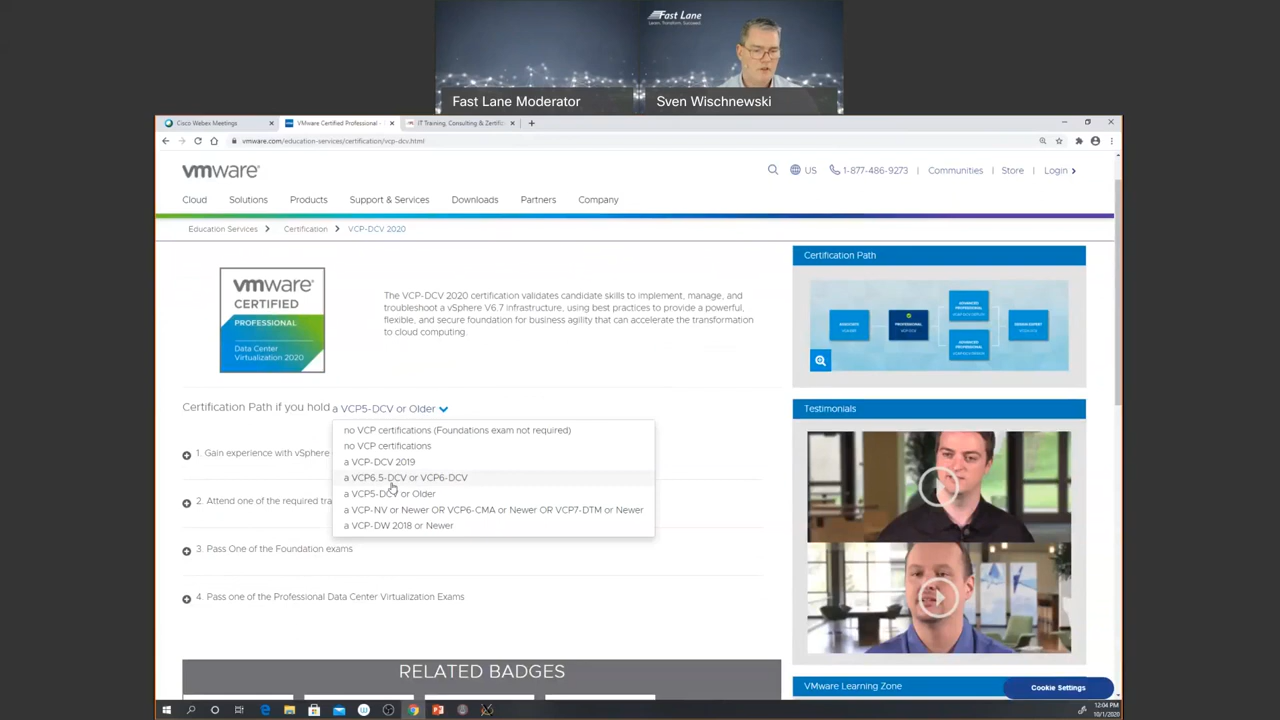 Fast Lane
Fast Lane Moderator
Sven Wischnewski
Cisco Webex Meetings
VMware Certified Professional -
IT Training, Consulting & Zertific
vmware.com/education-services/certification/vcp-dcv.html
vmware
US
1-877-486-9273
Communities
Store
Login
Cloud
Solutions
Products
Support & Services
Downloads
Partners
Company
Education Services
Certification
VCP-DCV 2020
vmware
CERTIFIED
PROFESSIONAL
Data Center
Virtualization 2020
The VCP-DCV 2020 certification validates candidate skills to implement, manage, and
troubleshoot a vSphere V6.7 infrastructure, using best practices to provide a powerful,
flexible, and secure foundation for business agility that can accelerate the transformation
to cloud computing.
Certification Path
Certification Path if you hold a VCP5-DCV or Older
no VCP certifications (Foundations exam not required)
no VCP certifications
a VCP-DCV 2019
a VCP6.5-DCV or VCP6-DCV
a VCP5-DCV or Older
a VCP-NV or Newer OR VCP6-CMA or Newer OR VCP7-DTM or Newer
a VCP-DW 2018 or Newer
1. Gain experience with vSphere
2. Attend one of the required tra
3. Pass One of the Foundation exams
4. Pass one of the Professional Data Center Virtualization Exams
RELATED BADGES
Testimonials
VMware Learning Zone
Cookie Settings
12:04 PM
10/1/2020